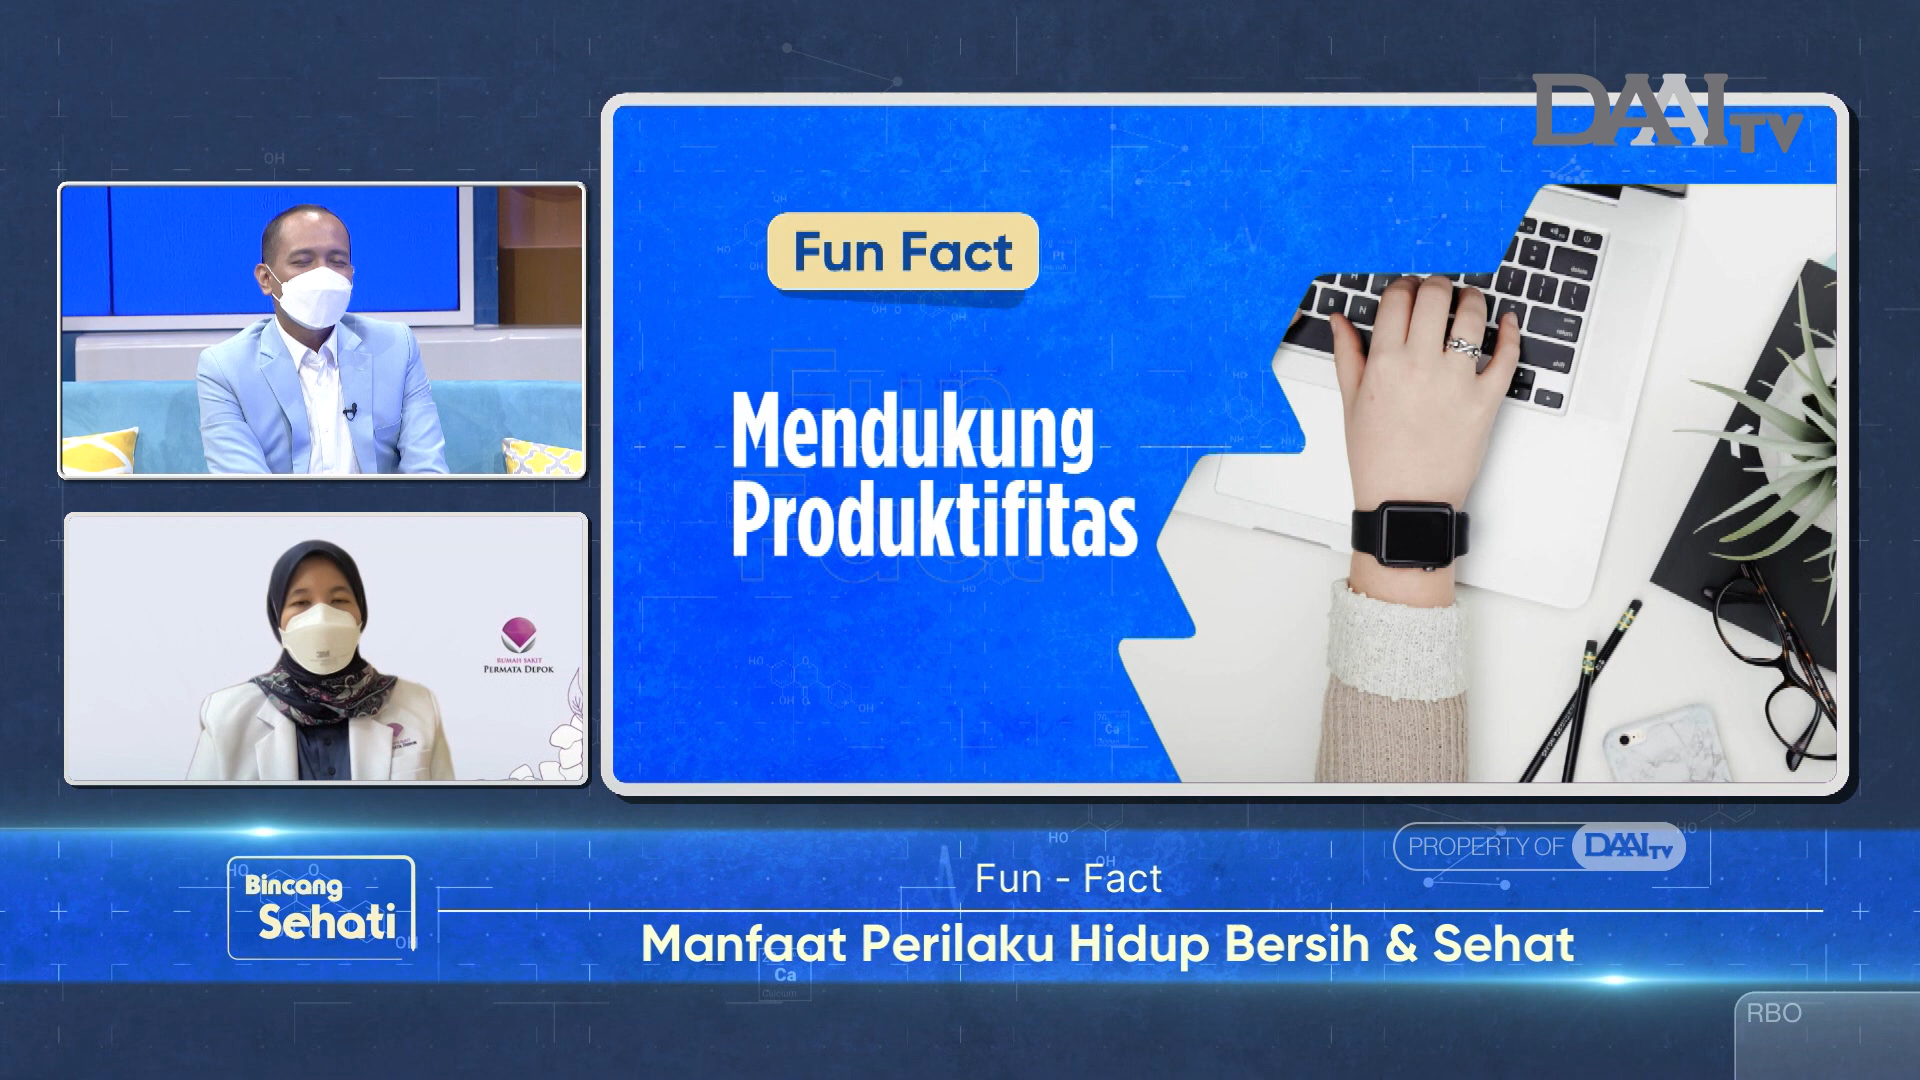 DAAI TV
Fun Fact
Mendukung
Produktifitas
RUMAH SAKIT
PERMATA DEPOK
PROPERTY OF DAAI TV
Bincang
Sehati
Fun - Fact
Manfaat Perilaku Hidup Bersih & Sehat
RBO